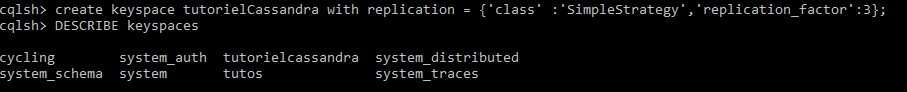 cqlsh> create keyspace tutorielCassandra with replication = {'class' :'SimpleStrategy','replication_factor':3};
cqlsh> DESCRIBE keyspaces
cycling system_auth tutorielcassandra system_distributed
system_schema system tutos system_traces